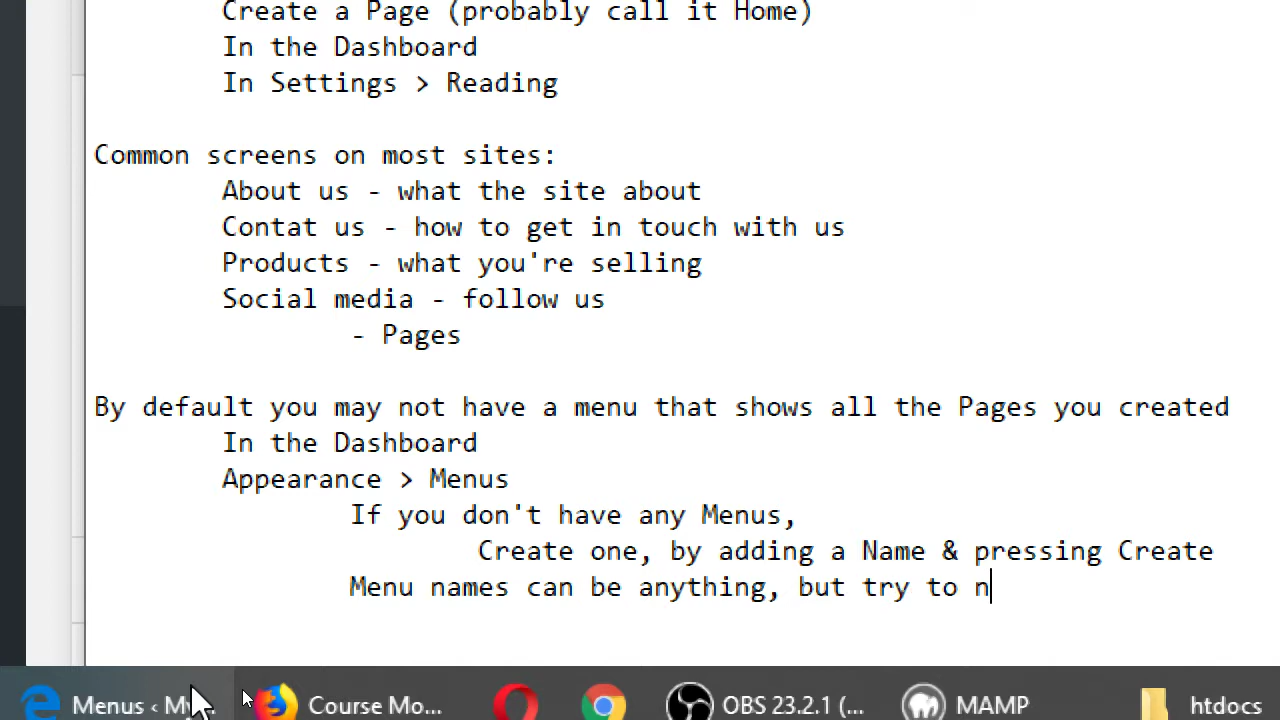 Create a Page (probably call it Home)
In the Dashboard
In Settings > Reading
Common screens on most sites:
About us - what the site about
Contat us - how to get in touch with us
Products - what you're selling
Social media - follow us
- Pages
By default you may not have a menu that shows all the Pages you created
In the Dashboard
Appearance > Menus
If you don't have any Menus,
Create one, by adding a Name & pressing Create
Menu names can be anything, but try to n
Menus ‹ My... Course Mo... OBS 23.2.1 (... MAMP htdocs